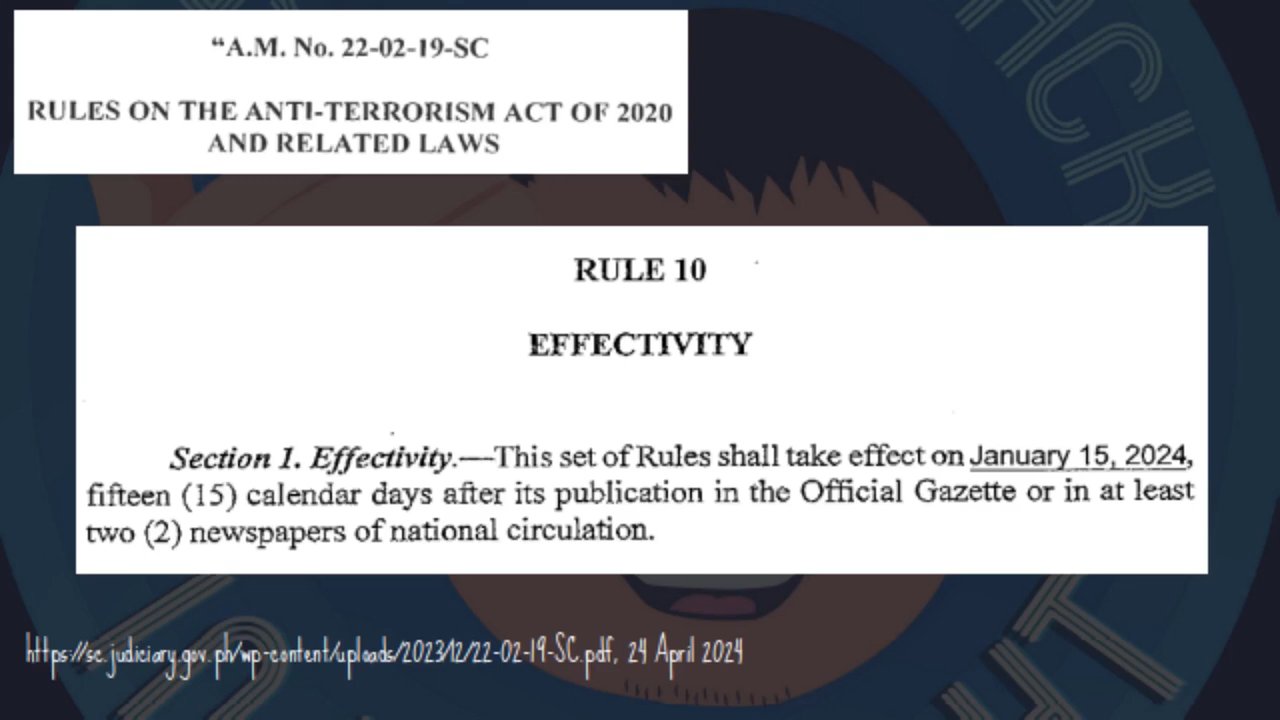 “A.M. No. 22-02-19-SC
RULES ON THE ANTI-TERRORISM ACT OF 2020
AND RELATED LAWS
RULE 10
EFFECTIVITY
Section 1. Effectivity.—This set of Rules shall take effect on January 15, 2024,
fifteen (15) calendar days after its publication in the Official Gazette or in at least
two (2) newspapers of national circulation.
https://sc.judiciary.gov.ph/wp-content/uploads/2023/12/22-02-19-SC.pdf, 24 April 2024